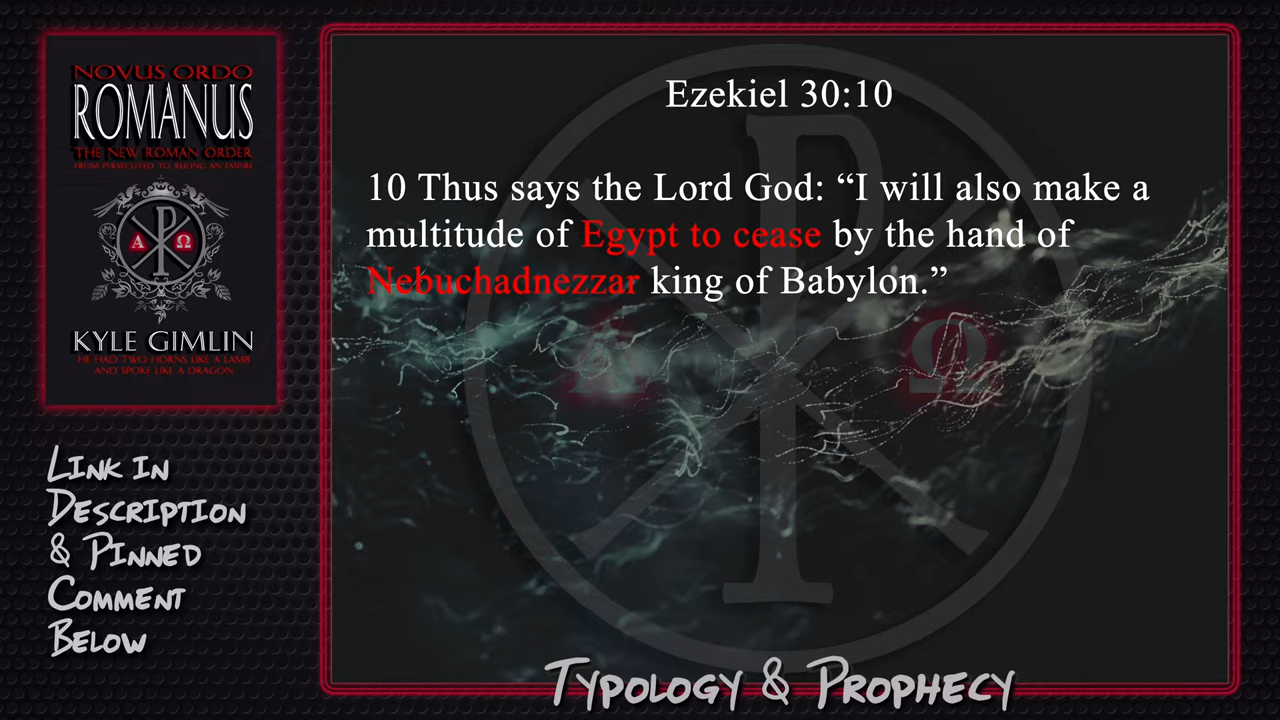 NOVUS ORDO
ROMANUS
THE NEW ROMAN ORDER
FROM PERSECUTED TO RULING AN EMPIRE
A Ω
KYLE GIMLIN
HE HAD TWO HORNS LIKE A LAMB
AND SPOKE LIKE A DRAGON
LINK IN
DESCRIPTION
& PINNED
COMMENT
BELOW
Ezekiel 30:10
10 Thus says the Lord God: “I will also make a
multitude of Egypt to cease by the hand of
Nebuchadnezzar king of Babylon.”
A Ω
TYPOLOGY & PROPHECY